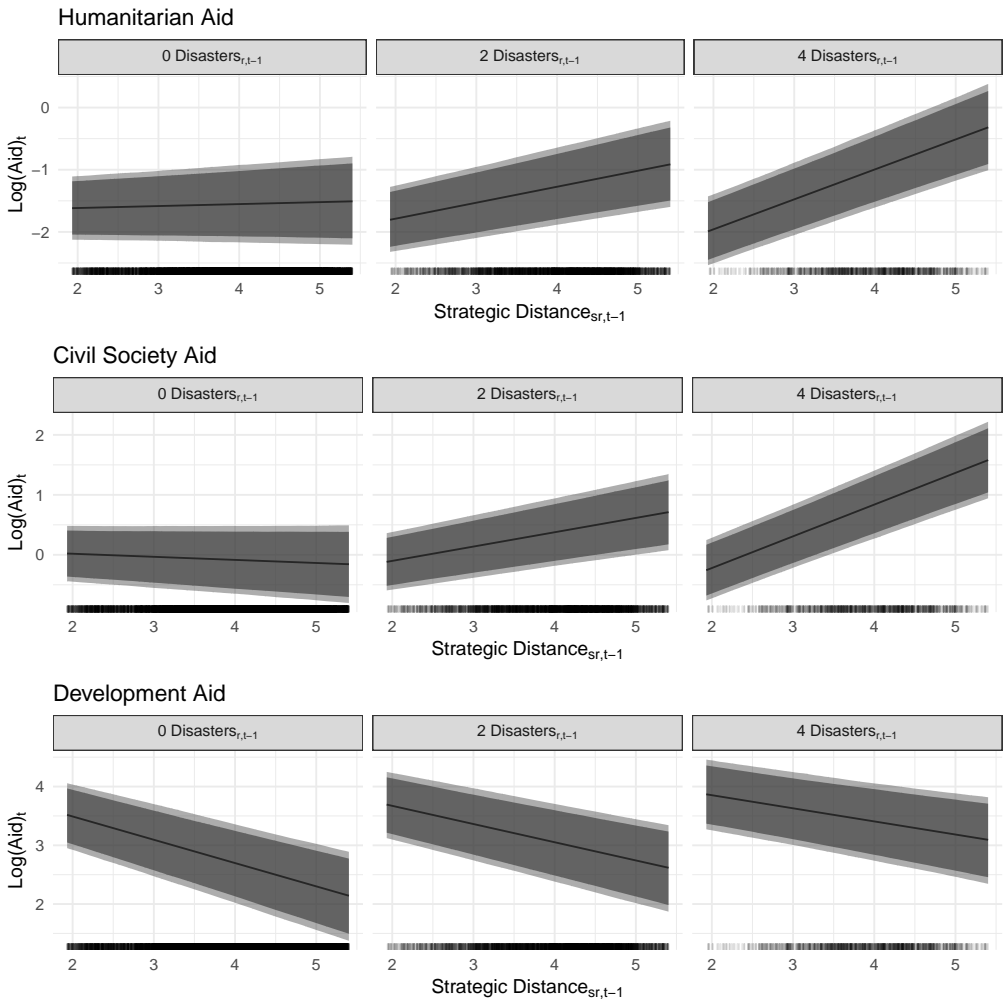 Humanitarian Aid
0 Disasters_r,t−1 2 Disasters_r,t−1 4 Disasters_r,t−1
Log(Aid)_t
0
−1
−2
2 3 4 5 2 3 4 5 2 3 4 5
Strategic Distance_sr,t−1
Civil Society Aid
0 Disasters_r,t−1 2 Disasters_r,t−1 4 Disasters_r,t−1
Log(Aid)_t
2
1
0
2 3 4 5 2 3 4 5 2 3 4 5
Strategic Distance_sr,t−1
Development Aid
0 Disasters_r,t−1 2 Disasters_r,t−1 4 Disasters_r,t−1
Log(Aid)_t
4
3
2
2 3 4 5 2 3 4 5 2 3 4 5
Strategic Distance_sr,t−1